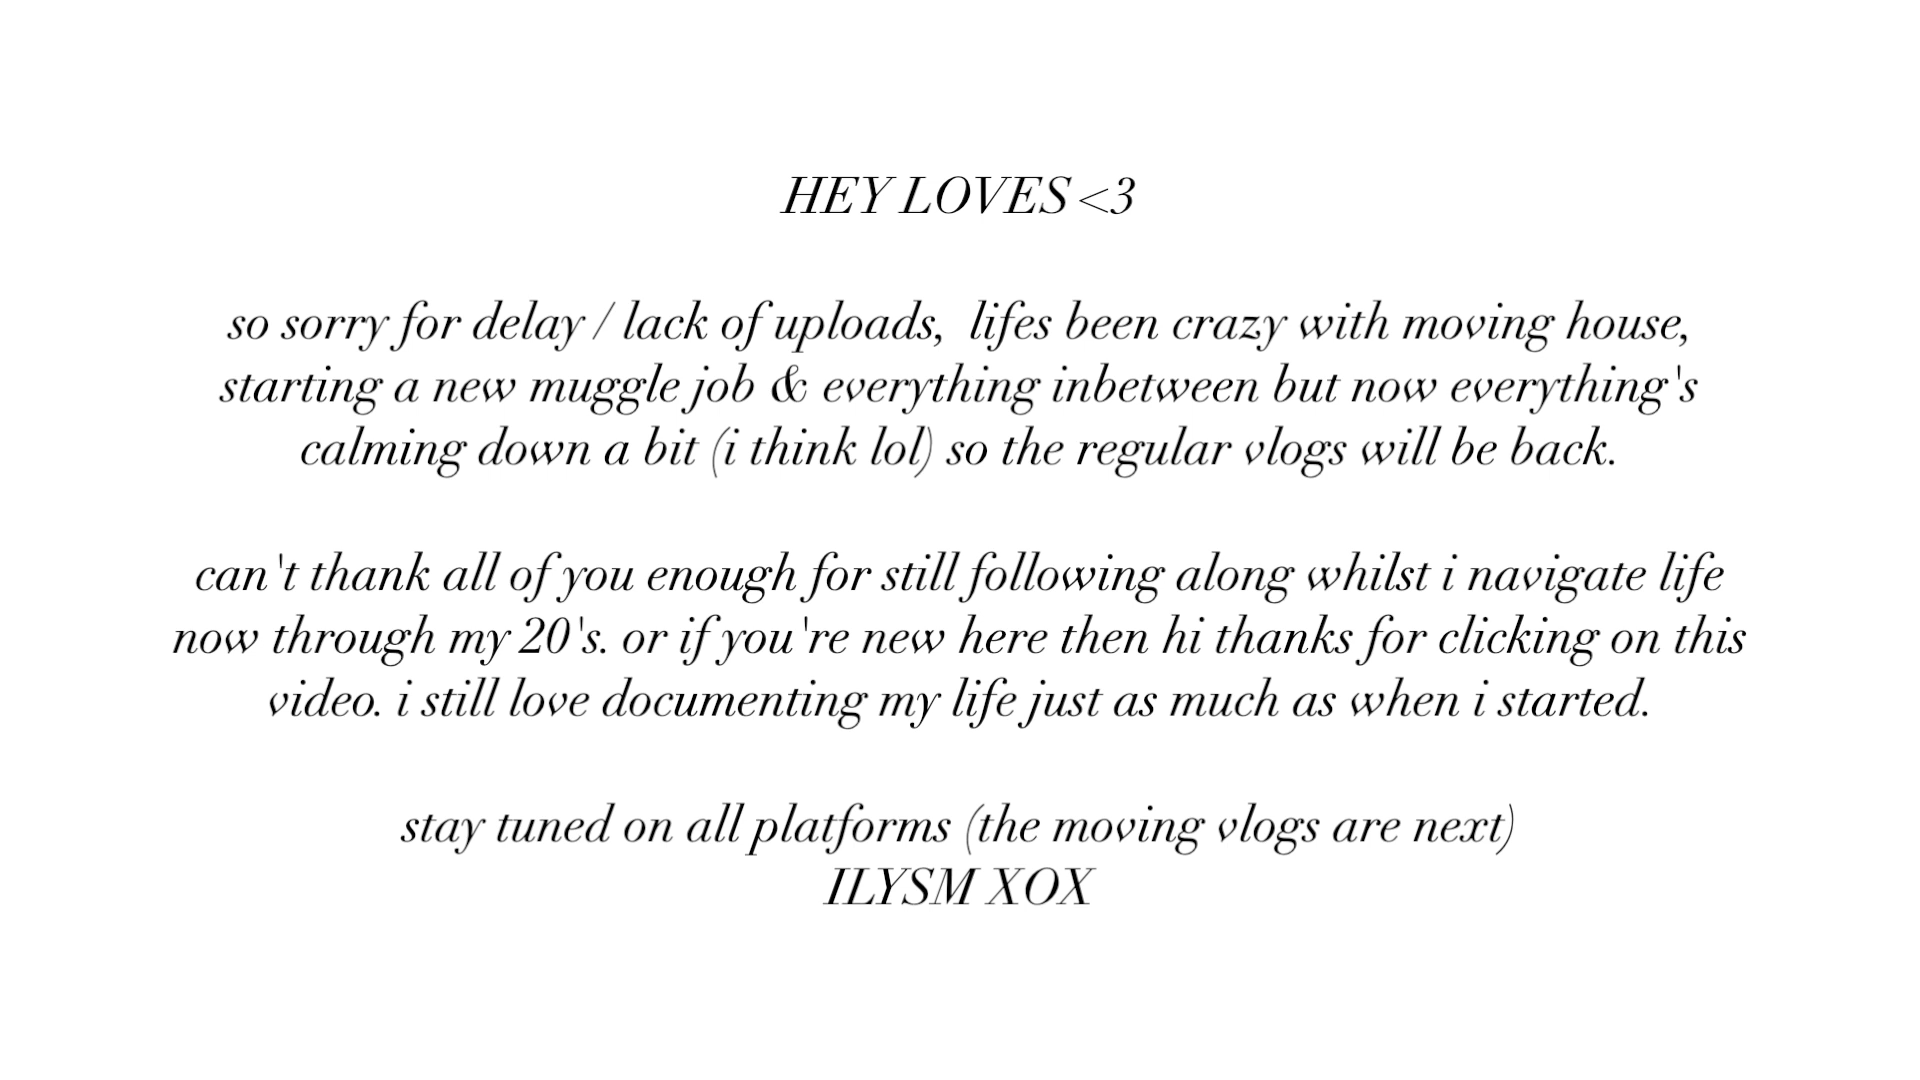 HEY LOVES <3
so sorry for delay / lack of uploads,  lifes been crazy with moving house,
starting a new muggle job & everything inbetween but now everything's
calming down a bit (i think lol) so the regular vlogs will be back.
can't thank all of you enough for still following along whilst i navigate life
now through my 20's. or if you're new here then hi thanks for clicking on this
video. i still love documenting my life just as much as when i started.
stay tuned on all platforms (the moving vlogs are next)
ILYSM XOX